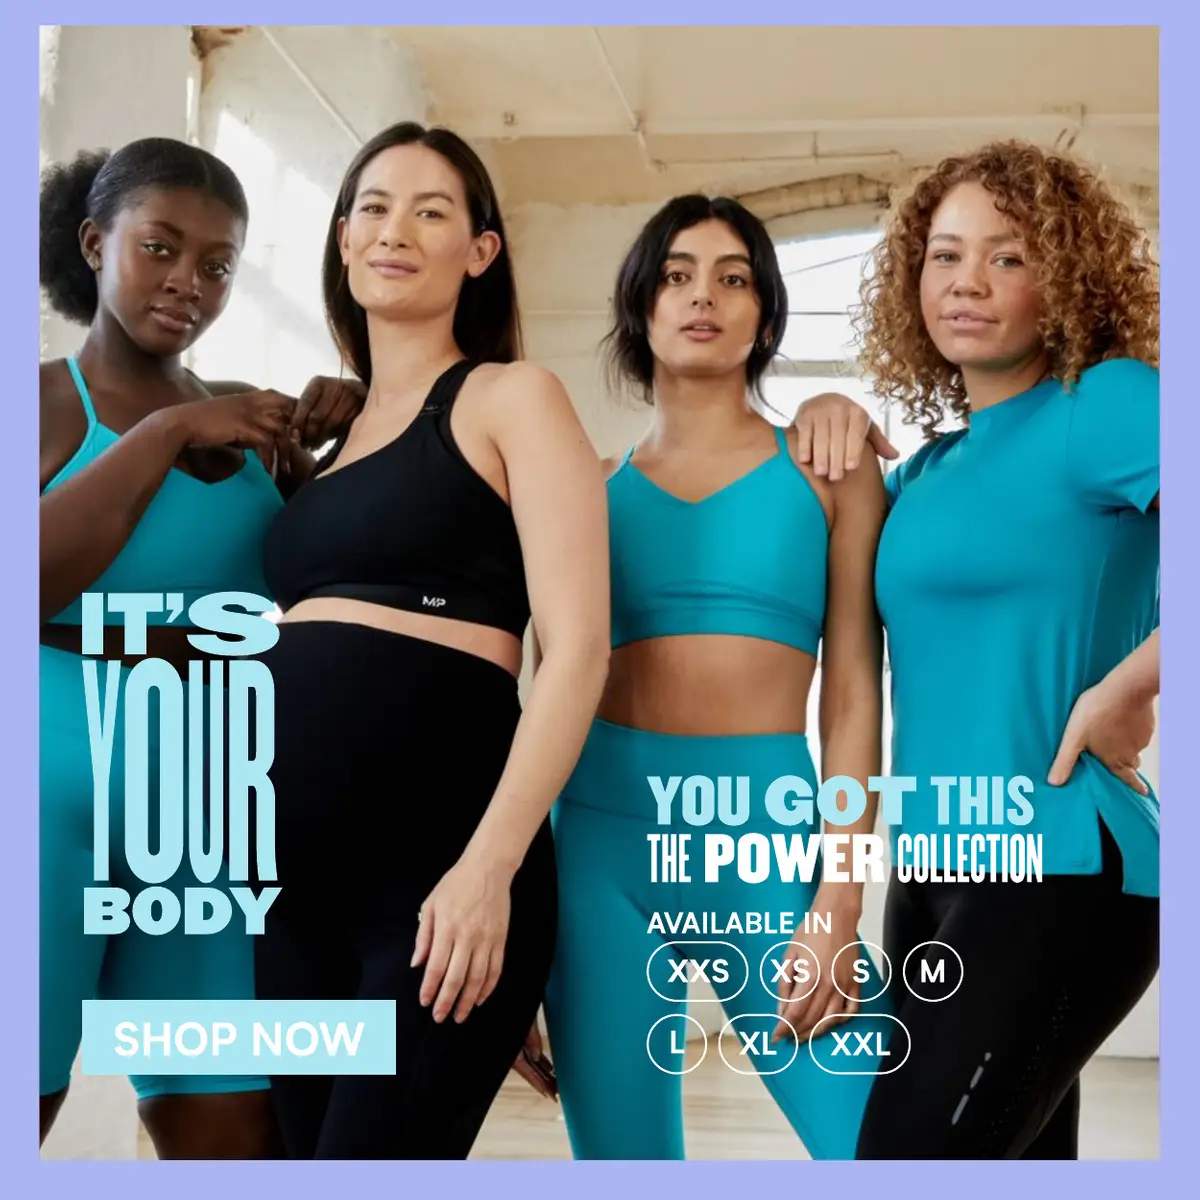 MP
IT'S
YOUR
BODY
SHOP NOW
YOU GOT THIS
THE POWER COLLECTION
AVAILABLE IN
XXS XS S M
L XL XXL